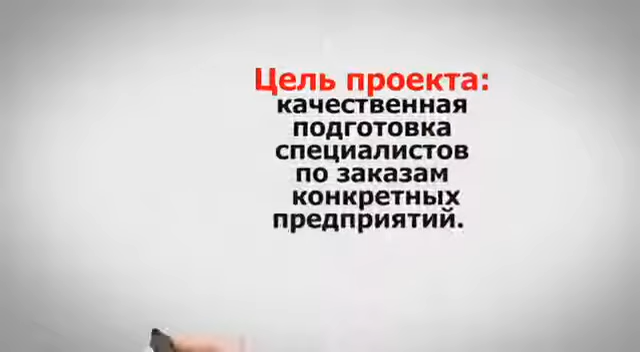 Цель проекта:
качественная
подготовка
специалистов
по заказам
конкретных
предприятий.